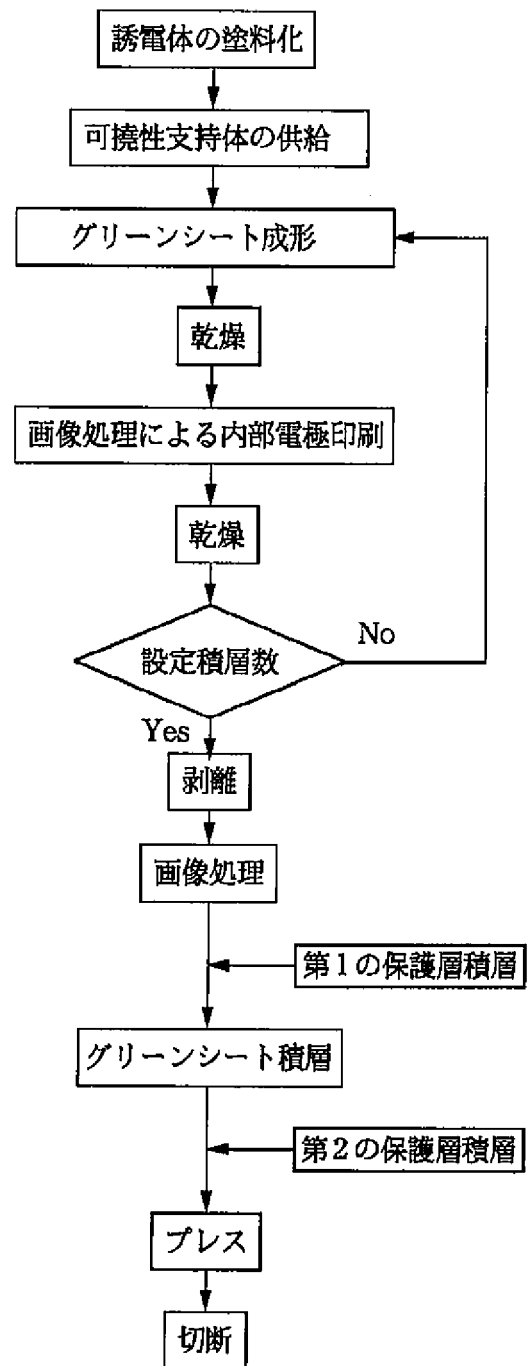 誘電体の塗料化
可撓性支持体の供給
グリーンシート成形
乾燥
画像処理による内部電極印刷
乾燥
設定積層数
No
Yes
剥離
画像処理
第1の保護層積層
グリーンシート積層
第2の保護層積層
プレス
切断